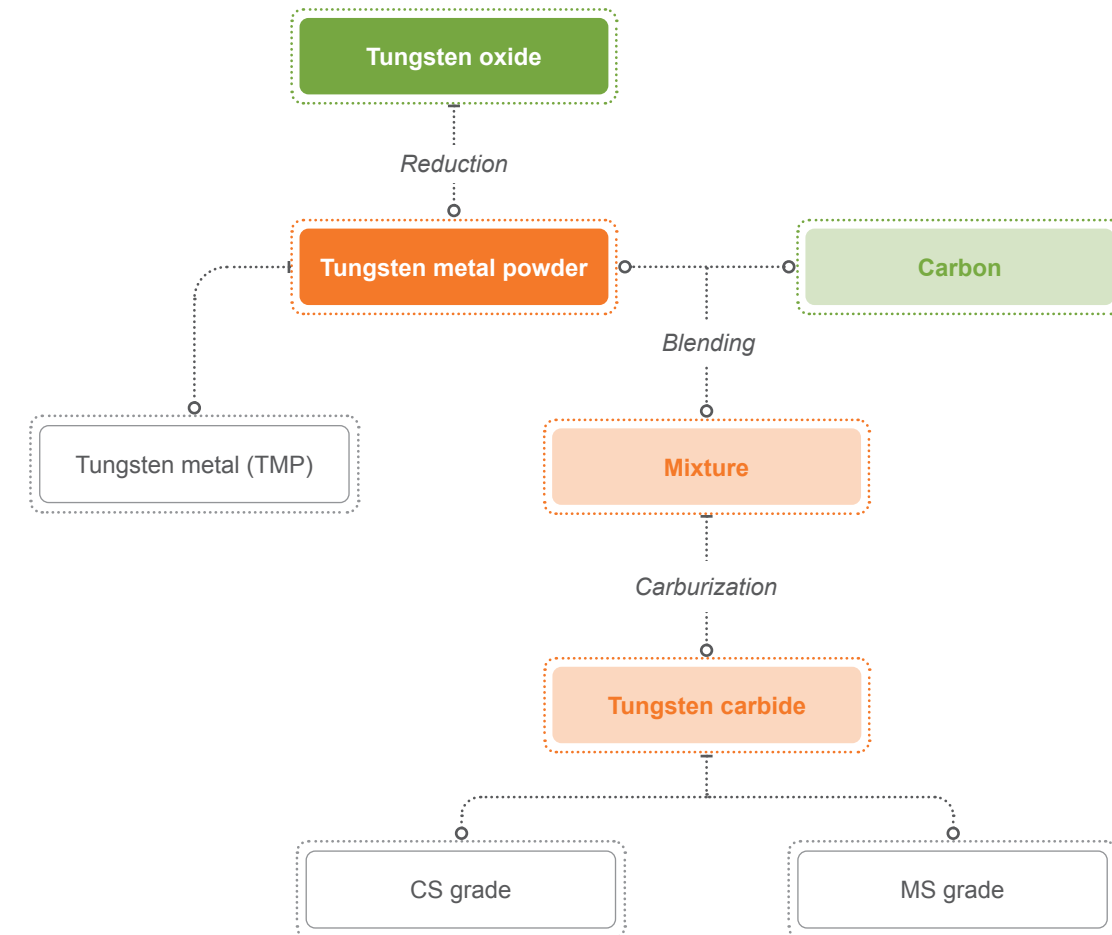 Tungsten oxide
Reduction
Tungsten metal powder
Carbon
Blending
Tungsten metal (TMP)
Mixture
Carburization
Tungsten carbide
CS grade
MS grade